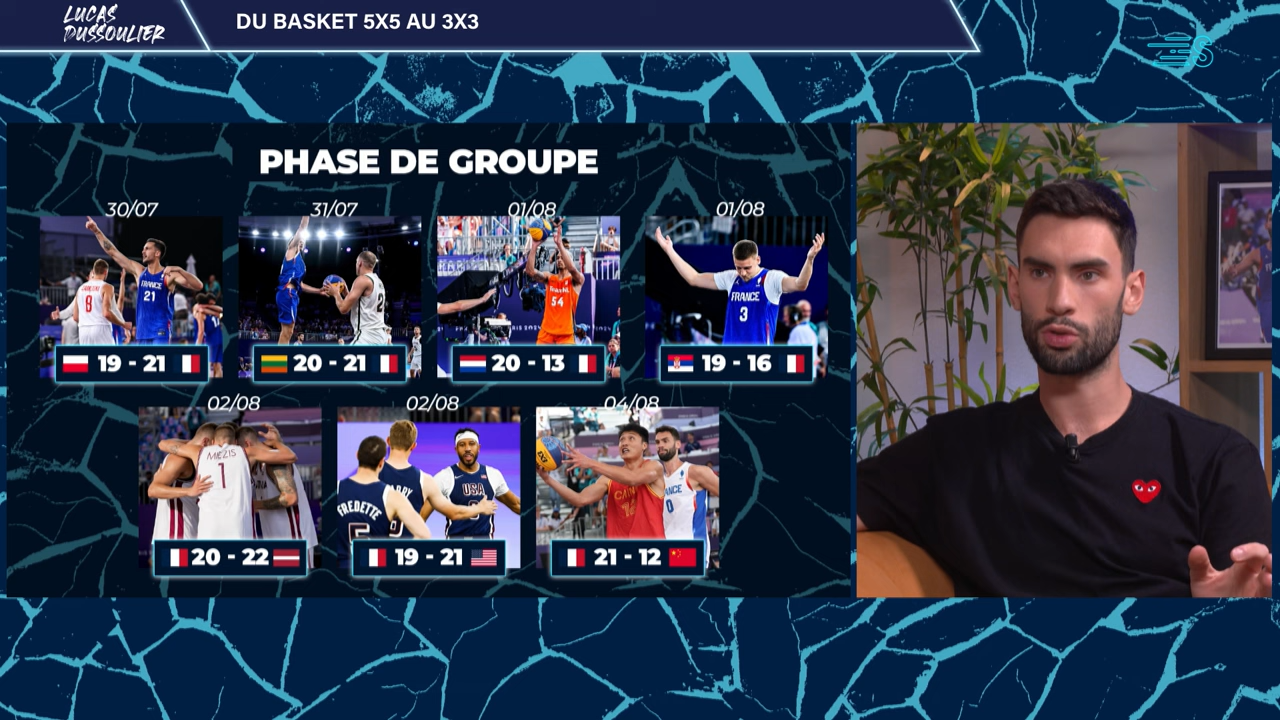 LUCAS
DUSSOULIER
DU BASKET 5X5 AU 3X3
S
PHASE DE GROUPE
30/07
31/07
01/08
01/08
8
FRANCE
21
54
FRANCE
3
19 - 21
20 - 21
20 - 13
19 - 16
02/08
02/08
04/08
MIEZIS
1
FREDETTE
USA
20 - 22
19 - 21
21 - 12